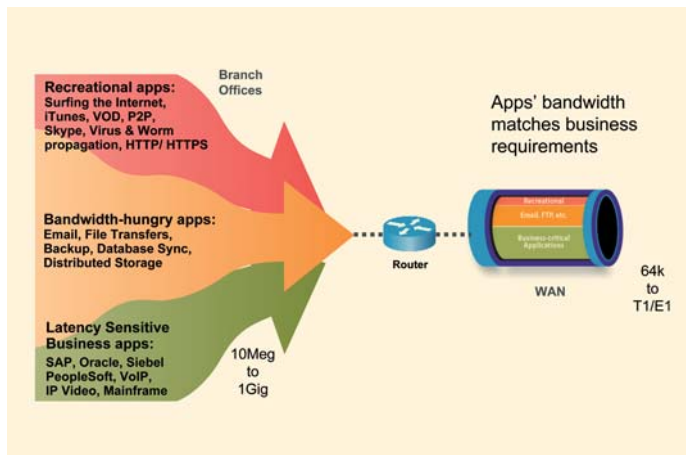 Recreational apps:
Surfing the Internet,
iTunes, VOD, P2P,
Skype, Virus & Worm
propagation, HTTP/ HTTPS
Branch
Offices
Bandwidth-hungry apps:
Email, File Transfers,
Backup, Database Sync,
Distributed Storage
Latency Sensitive
Business apps:
SAP, Oracle, Siebel
PeopleSoft, VoIP,
IP Video, Mainframe
10Meg
to
1Gig
Router
Apps' bandwidth
matches business
requirements
Recreational
Email, FTP, etc.
Business-critical
Applications
WAN
64k
to
T1/E1